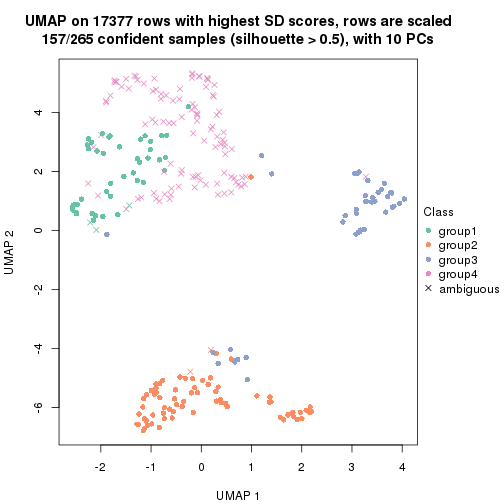 UMAP on 17377 rows with highest SD scores, rows are scaled
157/265 confident samples (silhouette > 0.5), with 10 PCs
4
2
0
-2
-4
-6
UMAP 2
-2
-1
0
1
2
3
4
UMAP 1
Class
group1
group2
group3
group4
ambiguous